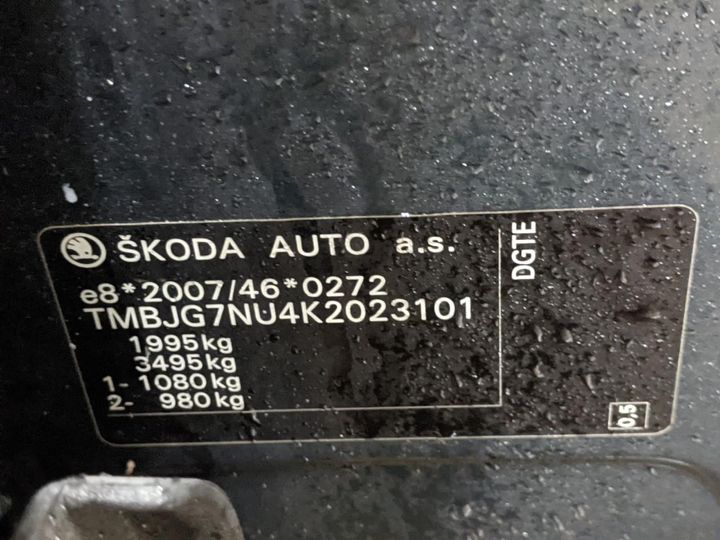 ŠKODA AUTO a.s.
e8*2007/46*0272
TMBJG7NU4K2023101
1995kg
3495kg
1- 1080kg
2- 980kg
DGTE
0,5